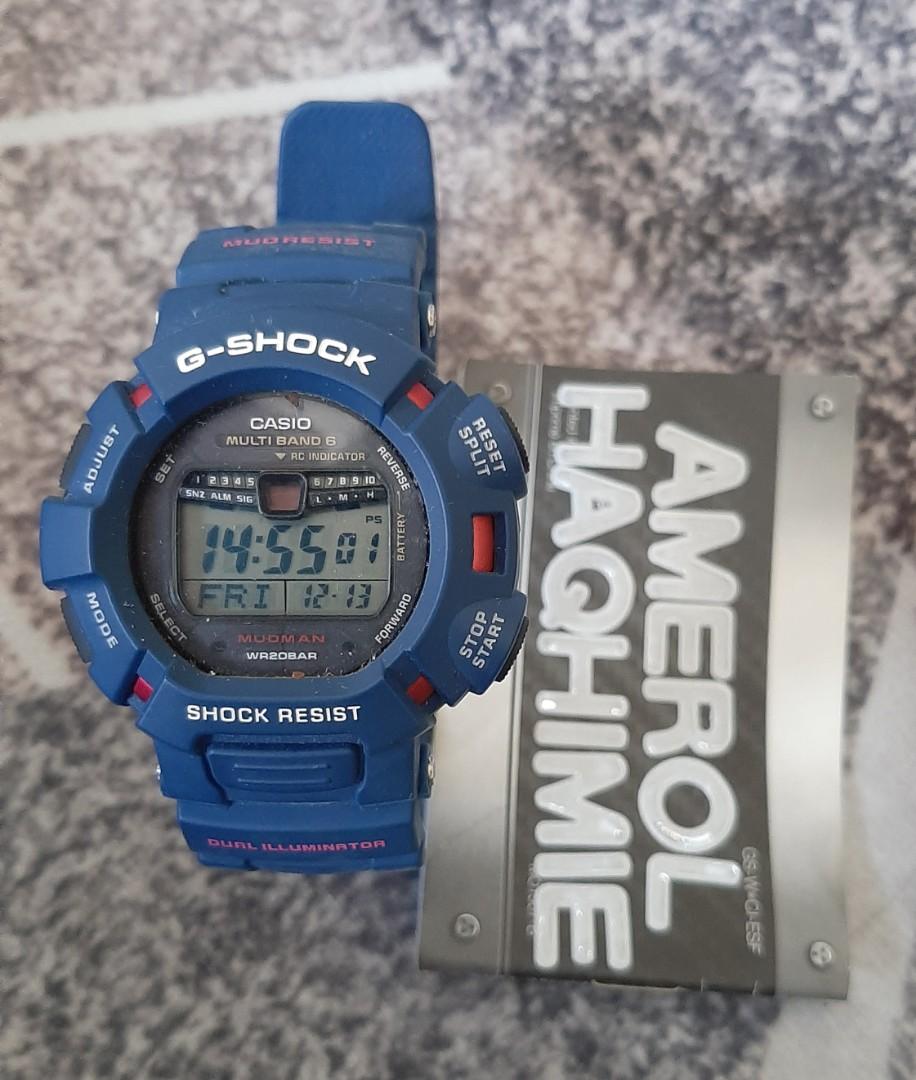 MUDRESIST
G-SHOCK
CASIO
MULTI BAND 6
RC INDICATOR
ADJUST
SET
REVERSE
RESET
SPLIT
1 2 3 4 5
6 7 8 9 10
SNZ ALM SIG
L • M • H
PS
14:55 01
FRI 12-13
BATTERY
MODE
SELECT
FORWARD
STOP
START
MUDMAN
WR20BAR
SHOCK RESIST
DUAL ILLUMINATOR
AMEROL
HAQHIMIE